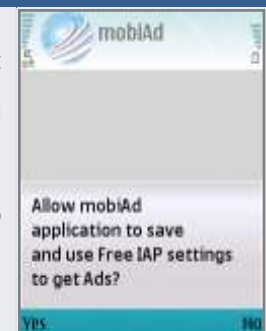 mobiAd
Allow mobiAd
application to save
and use Free IAP settings
to get Ads?
Yes No